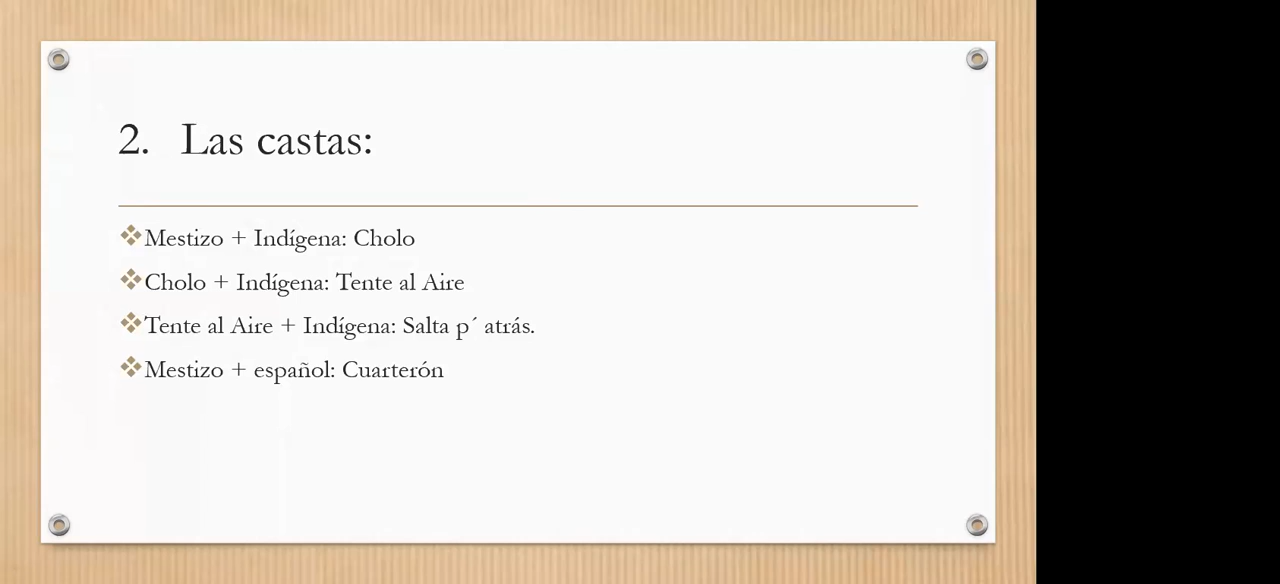 2. Las castas:
Mestizo + Indígena: Cholo
Cholo + Indígena: Tente al Aire
Tente al Aire + Indígena: Salta p´ atrás.
Mestizo + español: Cuarterón